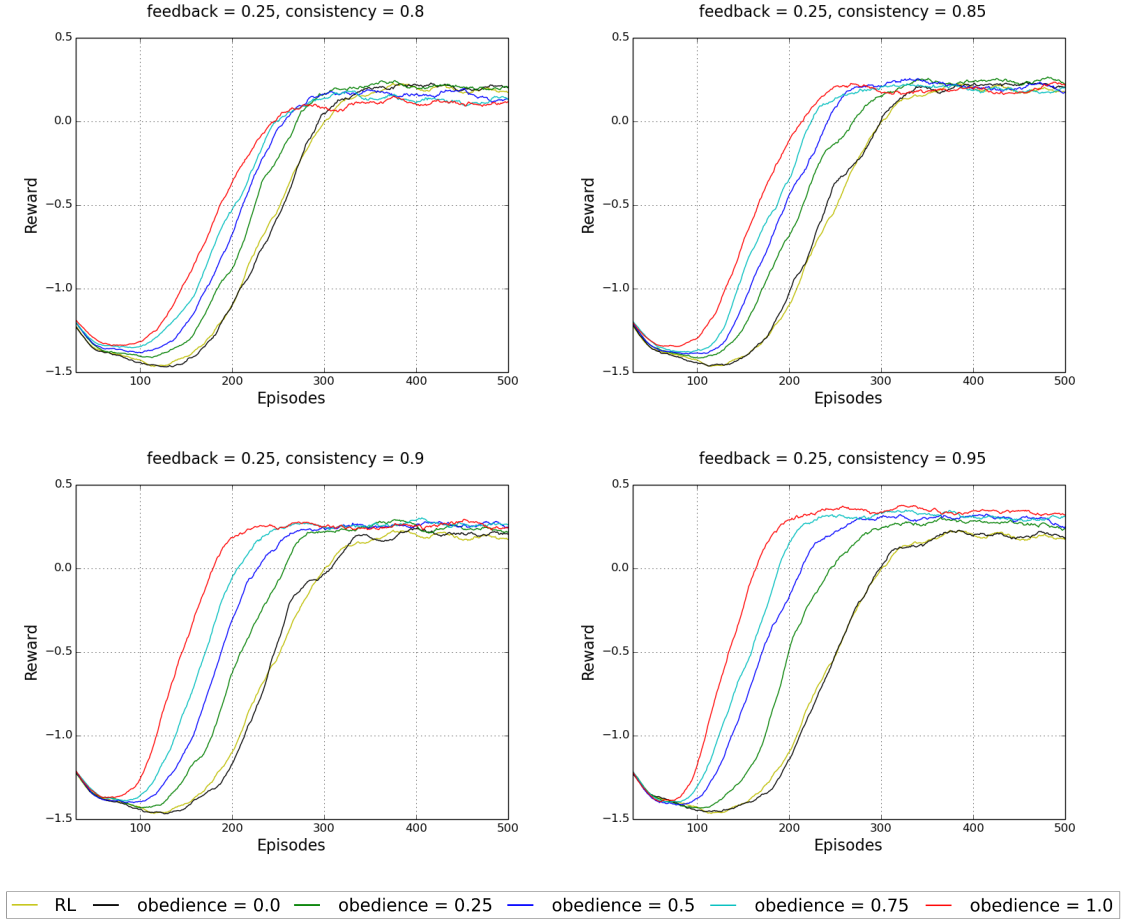 feedback = 0.25, consistency = 0.8
0.5
0.0
−0.5
−1.0
−1.5
Reward
100 200 300 400 500
Episodes
feedback = 0.25, consistency = 0.85
0.5
0.0
−0.5
−1.0
−1.5
Reward
100 200 300 400 500
Episodes
feedback = 0.25, consistency = 0.9
0.5
0.0
−0.5
−1.0
−1.5
Reward
100 200 300 400 500
Episodes
feedback = 0.25, consistency = 0.95
0.5
0.0
−0.5
−1.0
−1.5
Reward
100 200 300 400 500
Episodes
RL obedience = 0.0 obedience = 0.25 obedience = 0.5 obedience = 0.75 obedience = 1.0